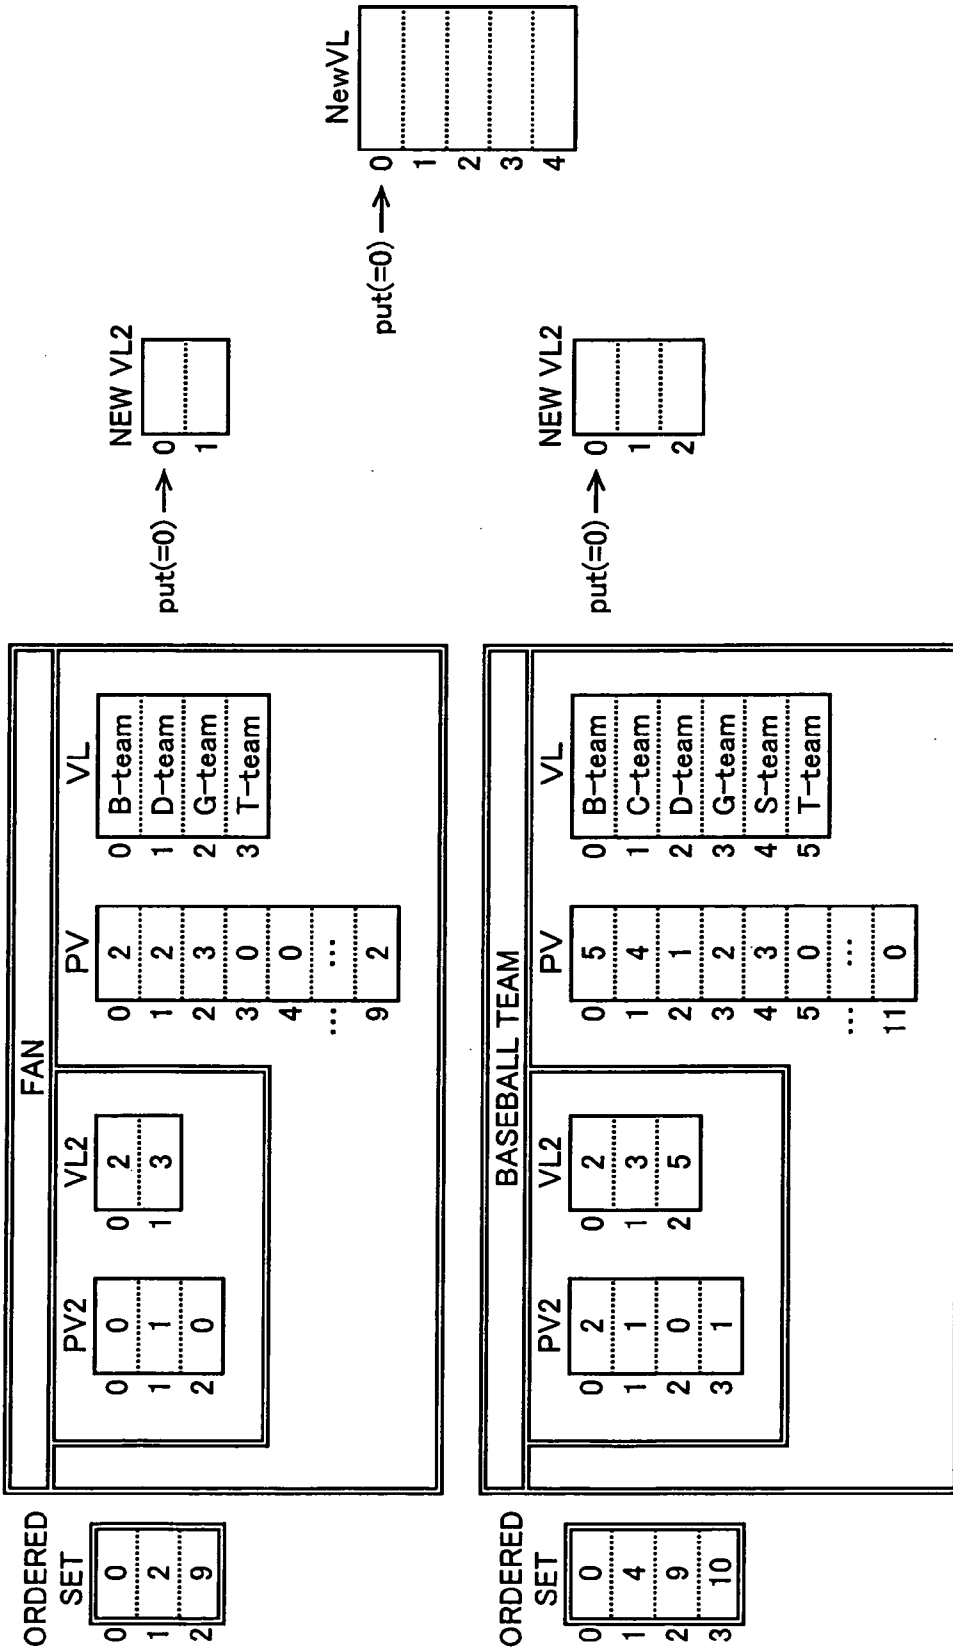 FAN
ORDERED
SET
0 0
1 2
2 9
PV2
0 0
1 1
2 0
VL2
0 2
1 3
PV
0 2
1 2
2 3
3 0
4 0
... ...
9 2
VL
0 B-team
1 D-team
2 G-team
3 T-team
NEW VL2
put(=0) → 0
1
NewVL
put(=0) → 0
1
2
3
4
BASEBALL TEAM
ORDERED
SET
0 0
1 4
2 9
3 10
PV2
0 2
1 1
2 0
3 1
VL2
0 2
1 3
2 5
PV
0 5
1 4
2 1
3 2
4 3
5 0
... ...
11 0
VL
0 B-team
1 C-team
2 D-team
3 G-team
4 S-team
5 T-team
NEW VL2
put(=0) → 0
1
2